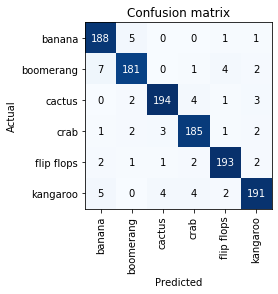 Confusion matrix
banana 188 5 0 0 1 1
boomerang 7 181 0 1 4 2
cactus 0 2 194 4 1 3
crab 1 2 3 185 1 2
flip flops 2 1 1 2 193 2
kangaroo 5 0 4 4 2 191
Actual
banana boomerang cactus crab flip flops kangaroo
Predicted